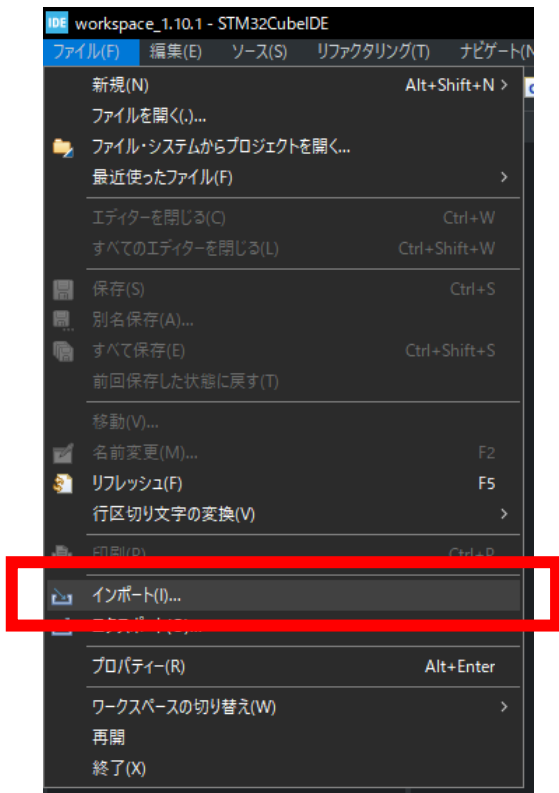 IDE workspace_1.10.1 - STM32CubeIDE
ファイル(F) 編集(E) ソース(S) リファクタリング(T) ナビゲート(N
新規(N) Alt+Shift+N >
ファイルを開く(.)...
ファイル・システムからプロジェクトを開く...
最近使ったファイル(F) >
エディターを閉じる(C) Ctrl+W
すべてのエディターを閉じる(L) Ctrl+Shift+W
保存(S) Ctrl+S
別名保存(A)...
すべて保存(E) Ctrl+Shift+S
前回保存した状態に戻す(T)
移動(V)...
名前変更(M)... F2
リフレッシュ(F) F5
行区切り文字の変換(V) >
印刷(P) Ctrl+P
インポート(I)...
プロパティー(R) Alt+Enter
ワークスペースの切り替え(W) >
再開
終了(X)